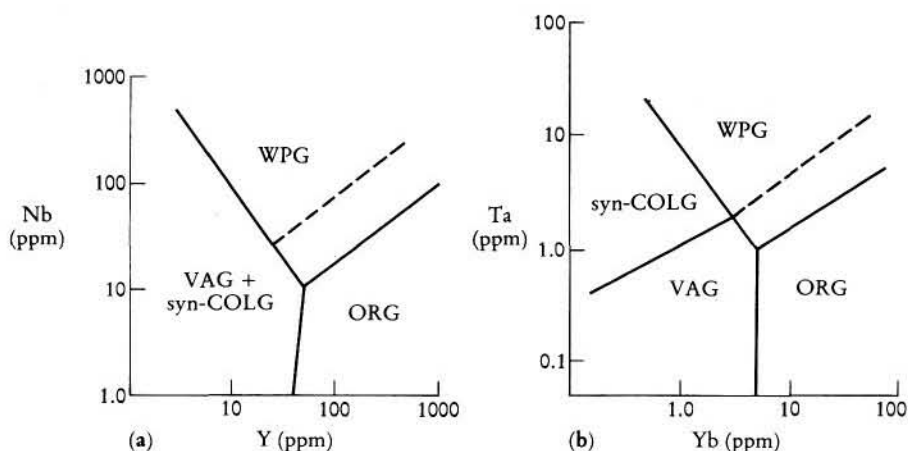 1000
100
10
1.0
Nb
(ppm)
WPG
VAG +
syn-COLG
ORG
10
100
1000
(a)
Y (ppm)
100
10
1.0
0.1
Ta
(ppm)
WPG
syn-COLG
VAG
ORG
1.0
10
100
(b)
Yb (ppm)